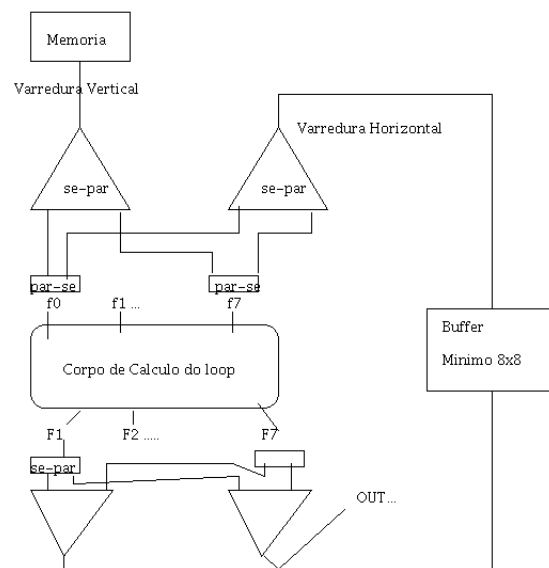 Memoria
Varredura Vertical
Varredura Horizontal
se-par
se-par
par-se
par-se
f0
f1 ...
f7
Buffer
Minimo 8x8
Corpo de Calculo do loop
F1
F2 .....
F7
se-par
OUT...